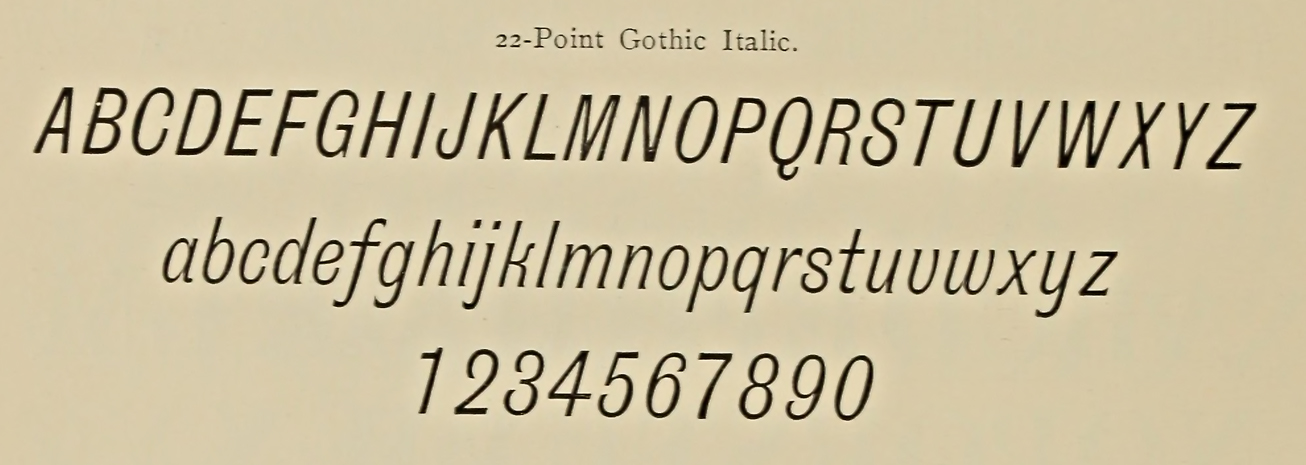 22-Point Gothic Italic.
ABCDEFGHIJKLMNOPQRSTUVWXYZ
abcdefghijklmnopqrstuvwxyz
1234567890